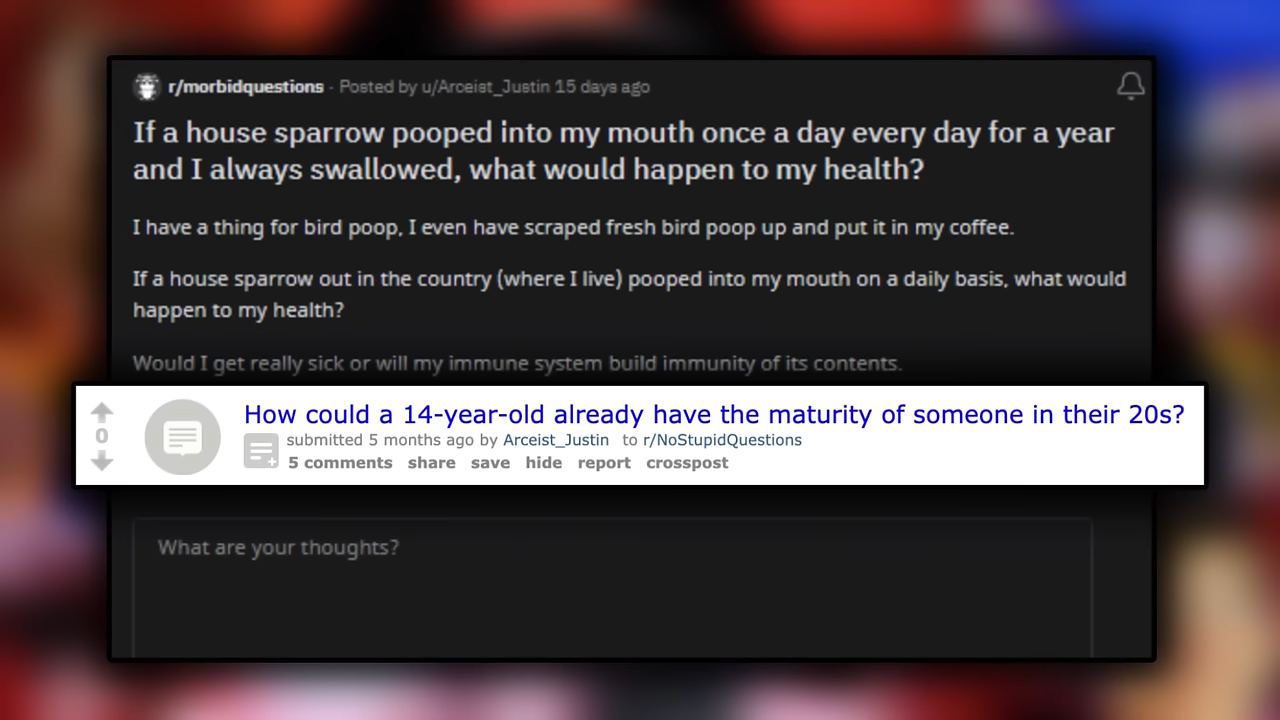 r/morbidquestions · Posted by u/Arceist_Justin 15 days ago
If a house sparrow pooped into my mouth once a day every day for a year
and I always swallowed, what would happen to my health?
I have a thing for bird poop, I even have scraped fresh bird poop up and put it in my coffee.
If a house sparrow out in the country (where I live) pooped into my mouth on a daily basis, what would
happen to my health?
Would I get really sick or will my immune system build immunity of its contents.
How could a 14-year-old already have the maturity of someone in their 20s?
0
submitted 5 months ago by Arceist_Justin to r/NoStupidQuestions
5 comments share save hide report crosspost
What are your thoughts?